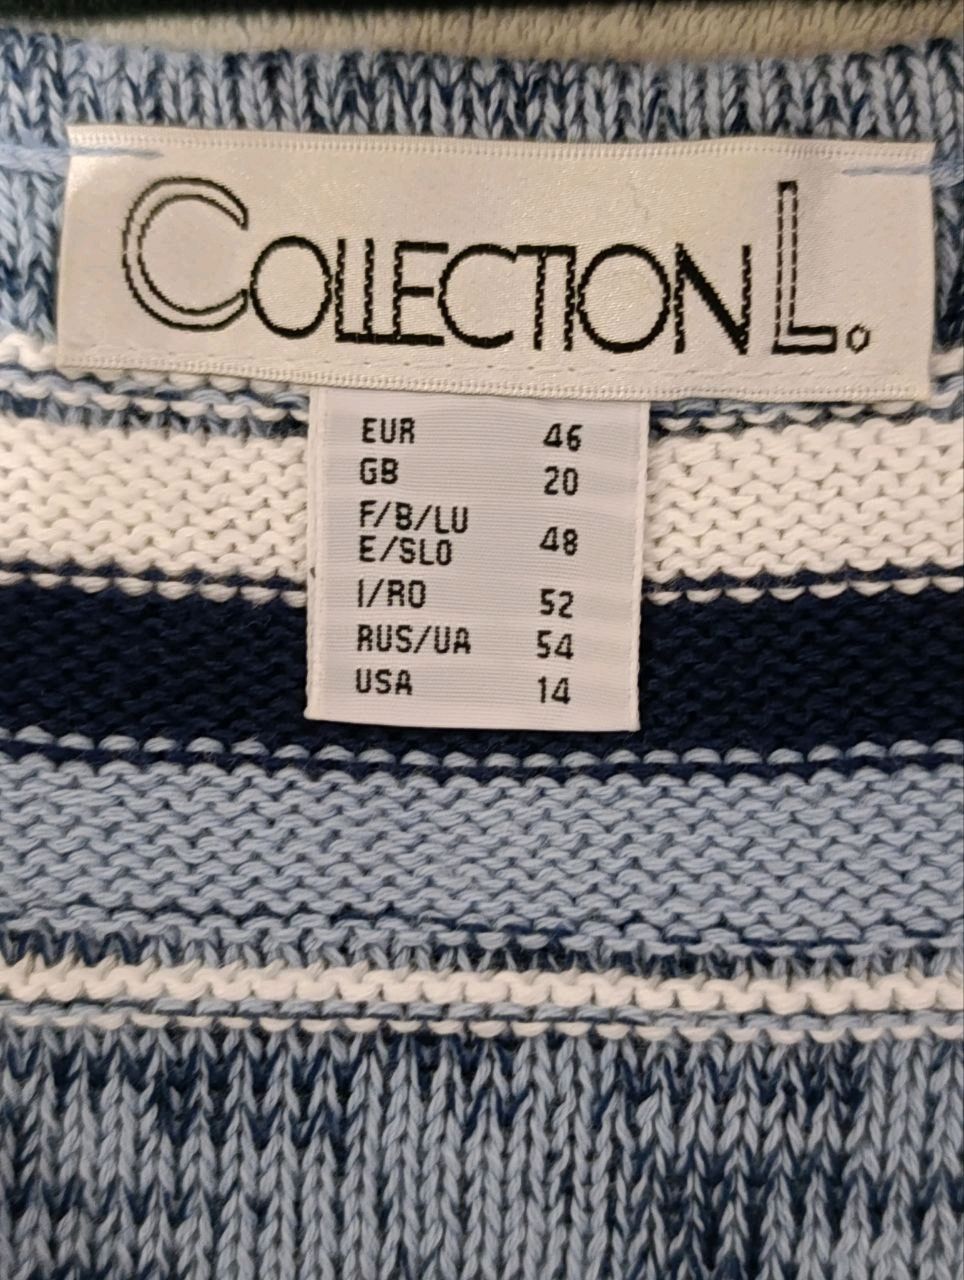 COLLECTION L.
EUR 46
GB 20
F/B/LU
E/SLO 48
I/RO 52
RUS/UA 54
USA 14